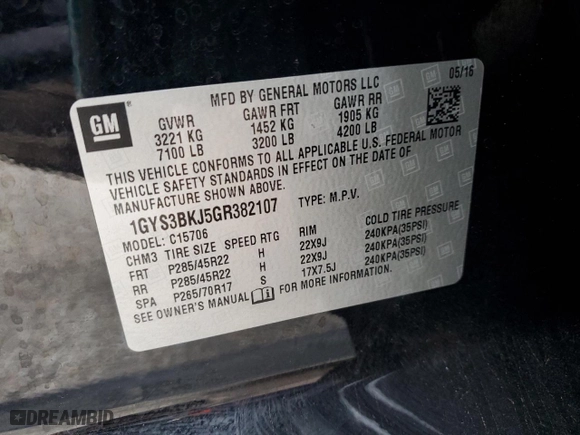 MFD BY GENERAL MOTORS LLC
05/16
GM
®
GVWR GAWR FRT GAWR RR
3221 KG 1452 KG 1905 KG
7100 LB 3200 LB 4200 LB
THIS VEHICLE CONFORMS TO ALL APPLICABLE U.S. FEDERAL MOTOR
VEHICLE SAFETY STANDARDS IN EFFECT ON THE DATE OF
MANUFACTURE SHOWN ABOVE.
1GYS3BKJ5GR382107 TYPE: M.P.V.
MODEL: C15706
CHM3 TIRE SIZE SPEED RTG RIM COLD TIRE PRESSURE
FRT P285/45R22 H 22X9J 240KPA(35PSI)
RR P285/45R22 H 22X9J 240KPA(35PSI)
SPA P265/70R17 S 17X7.5J 240KPA(35PSI)
SEE OWNER'S MANUAL FOR MORE INFORMATION.
DREAMBID